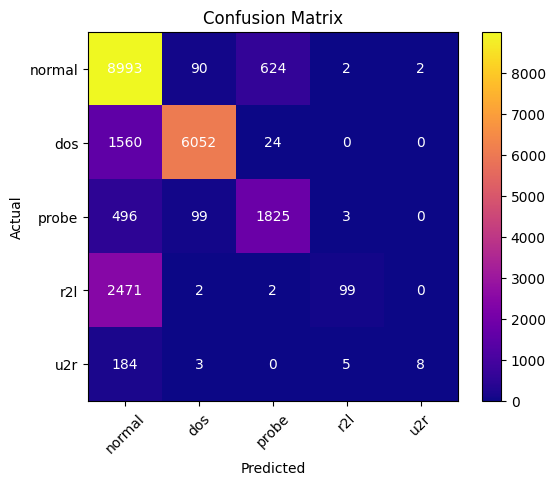 Confusion Matrix
Actual
normal 8993 90 624 2 2
dos 1560 6052 24 0 0
probe 496 99 1825 3 0
r2l 2471 2 2 99 0
u2r 184 3 0 5 8
normal dos probe r2l u2r
Predicted
8000
7000
6000
5000
4000
3000
2000
1000
0